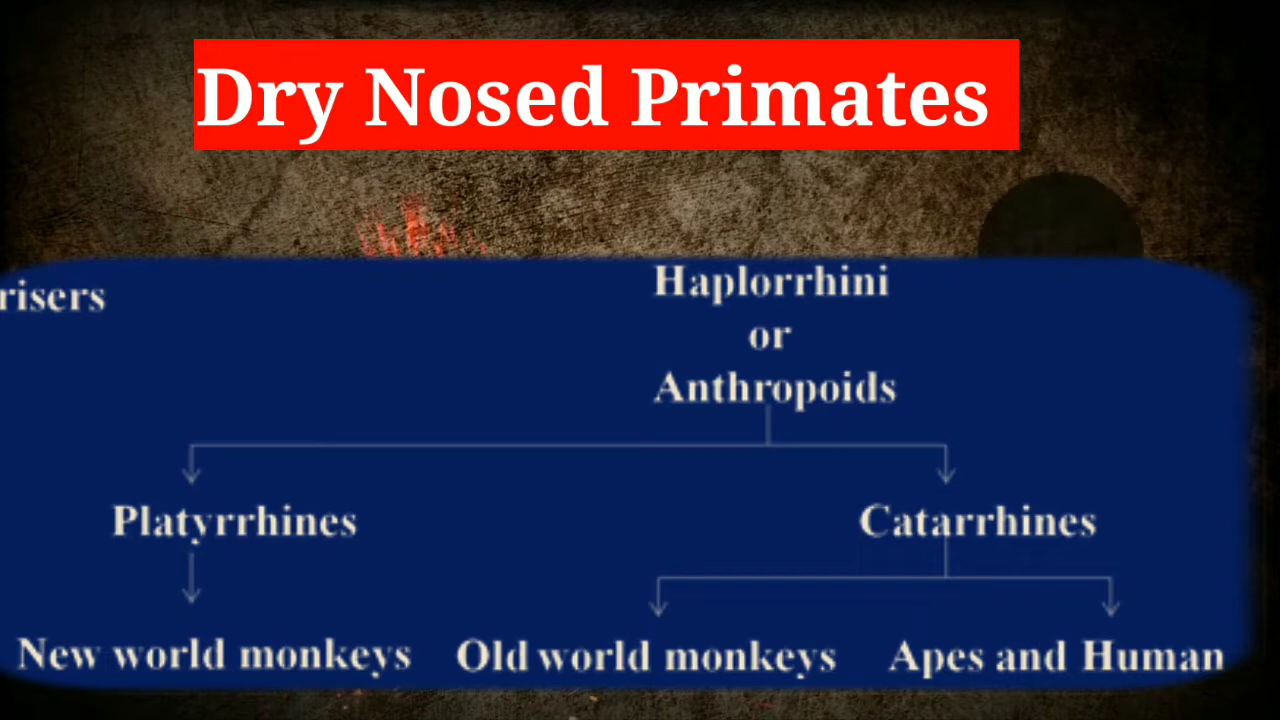 Dry Nosed Primates
risers
Haplorrhini
or
Anthropoids
Platyrrhines
Catarrhines
New world monkeys
Old world monkeys
Apes and Human